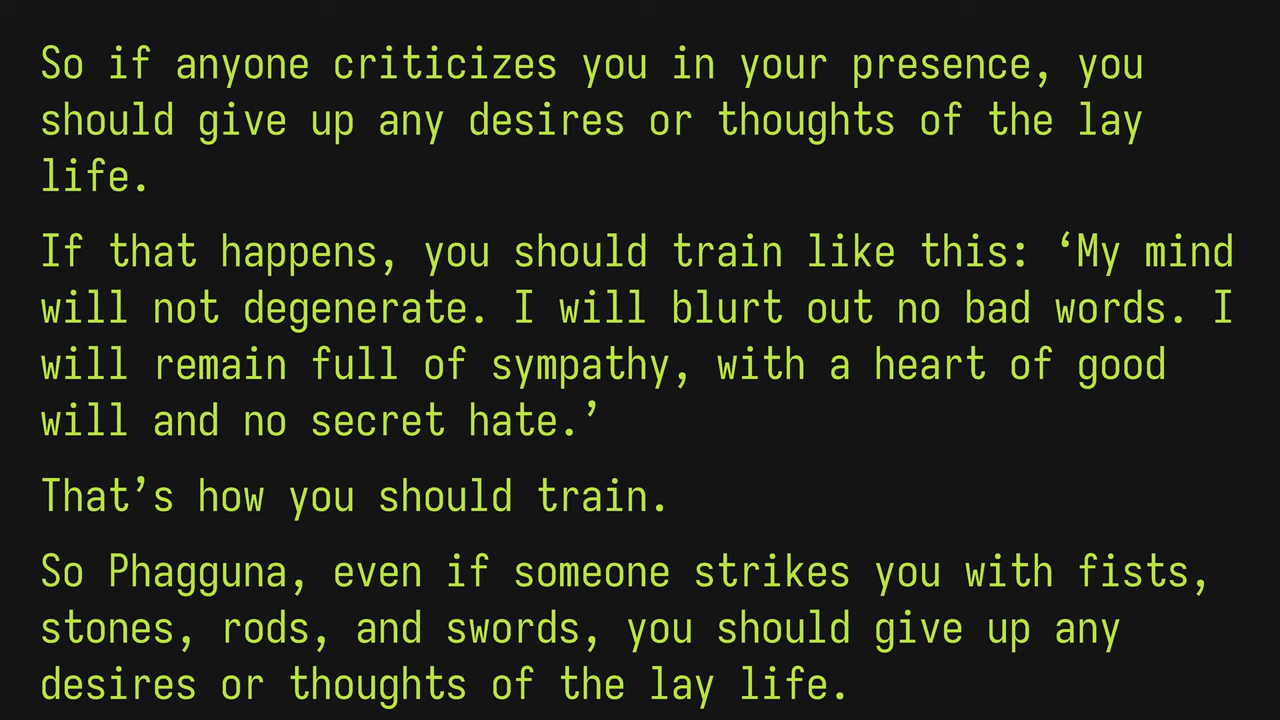 So if anyone criticizes you in your presence, you
should give up any desires or thoughts of the lay
life.
If that happens, you should train like this: ‘My mind
will not degenerate. I will blurt out no bad words. I
will remain full of sympathy, with a heart of good
will and no secret hate.’
That’s how you should train.
So Phagguna, even if someone strikes you with fists,
stones, rods, and swords, you should give up any
desires or thoughts of the lay life.